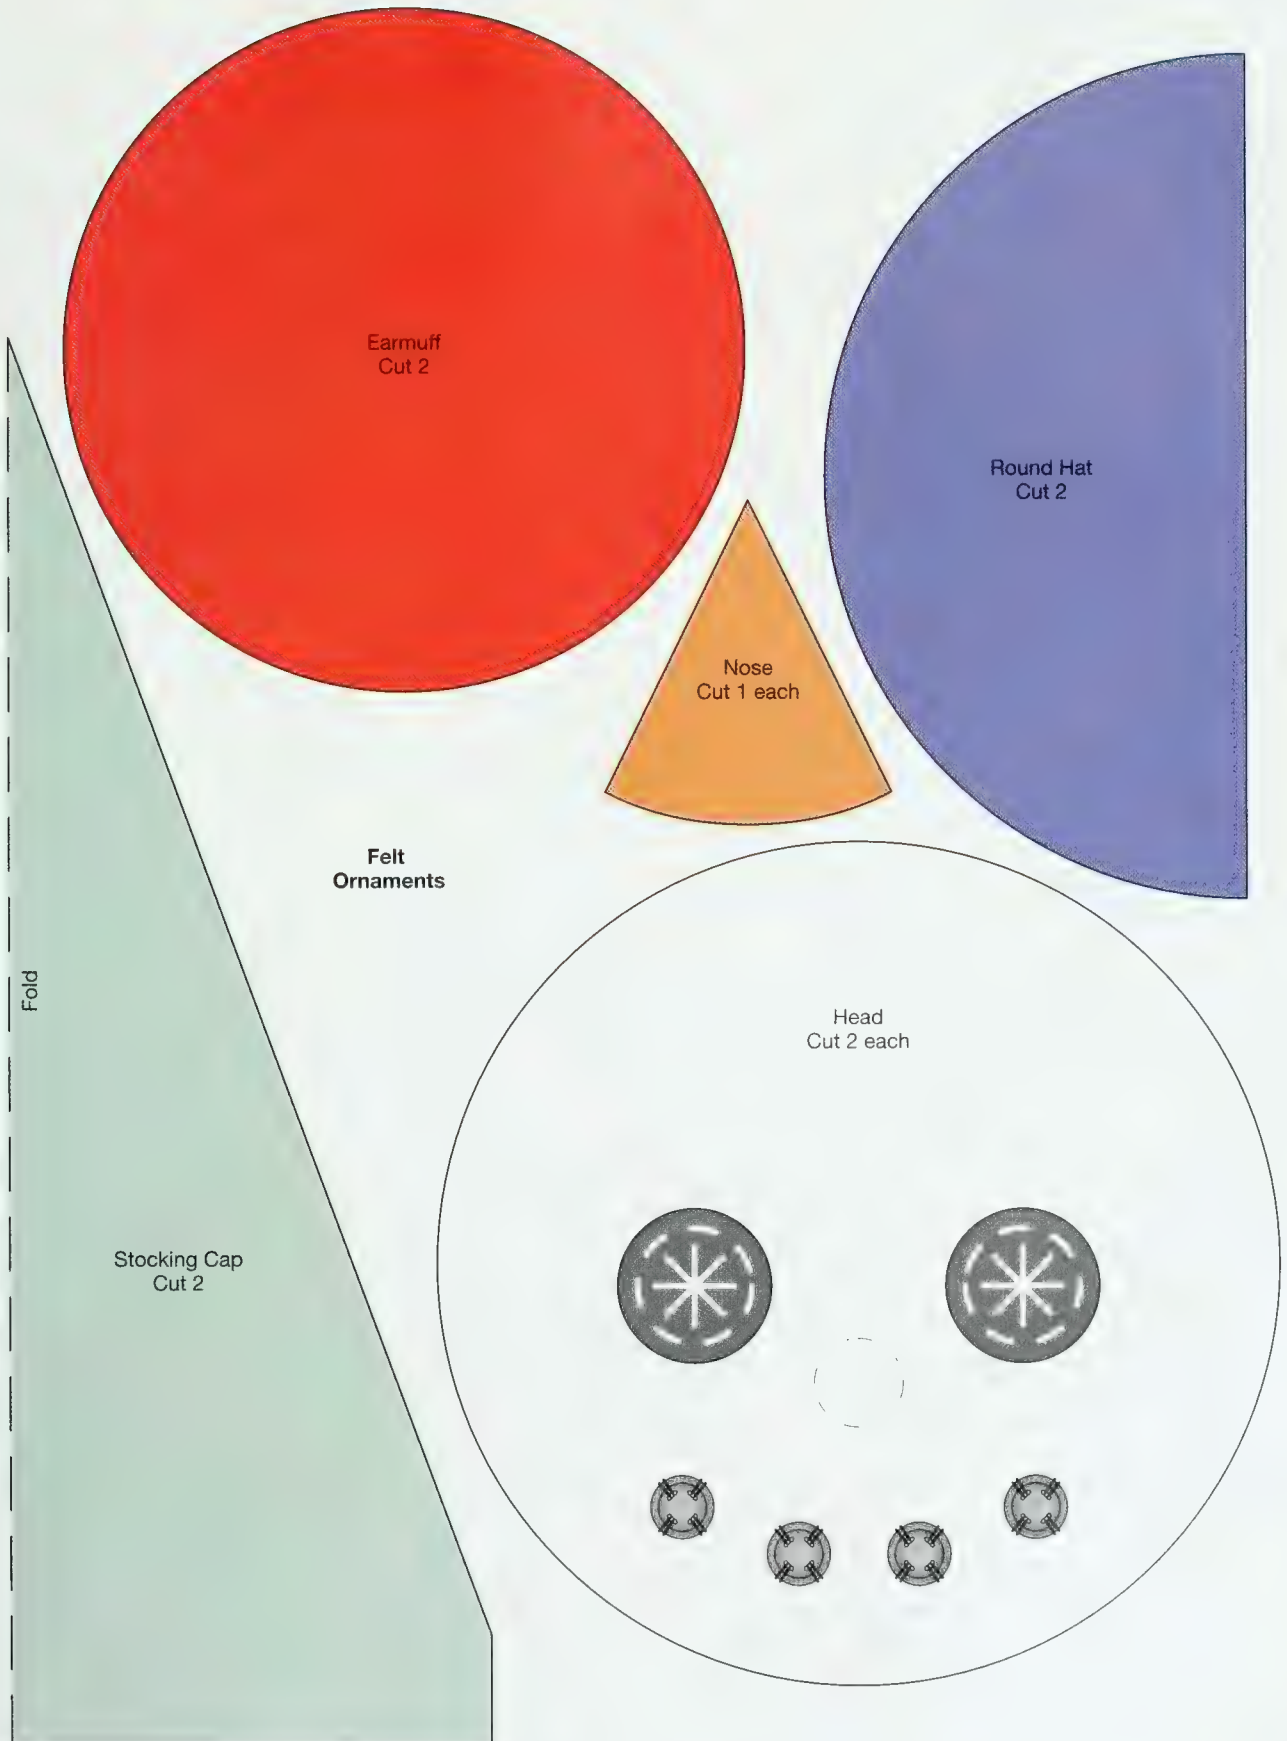 Earmuff
Cut 2
Round Hat
Cut 2
Nose
Cut 1 each
Felt
Ornaments
Fold
Head
Cut 2 each
Stocking Cap
Cut 2